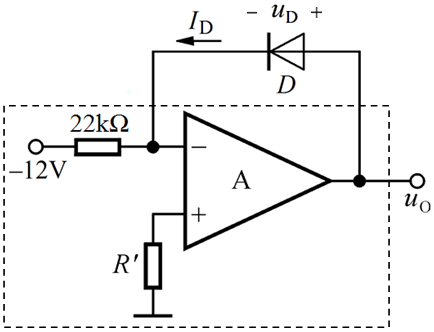 I_D
− u_D +
D
22kΩ
−12V
−
A
+
u_O
R′